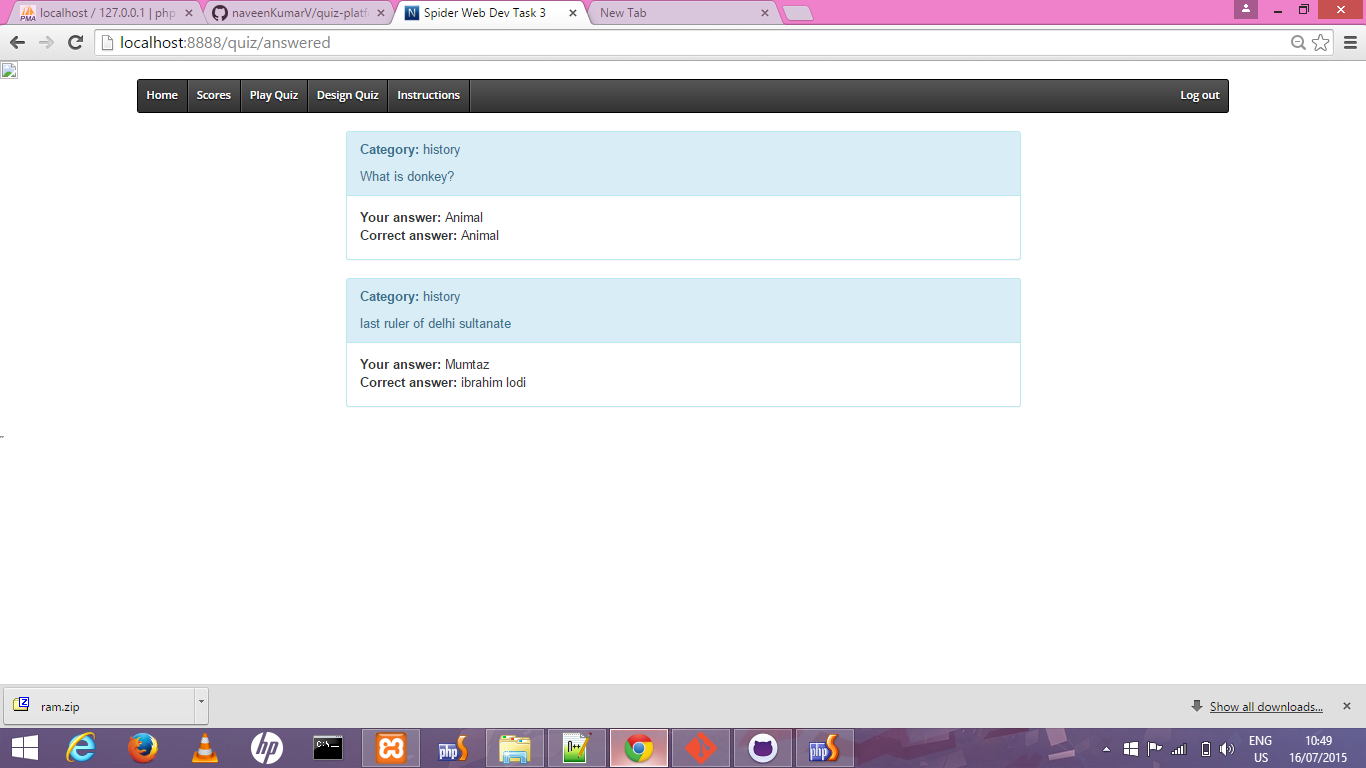 localhost / 127.0.0.1 | php
naveenKumarV/quiz-platf
Spider Web Dev Task 3
New Tab
localhost:8888/quiz/answered
Home Scores Play Quiz Design Quiz Instructions Log out
Category: history
What is donkey?
Your answer: Animal
Correct answer: Animal
Category: history
last ruler of delhi sultanate
Your answer: Mumtaz
Correct answer: ibrahim lodi
ram.zip
Show all downloads...
ENG 10:49
US 16/07/2015